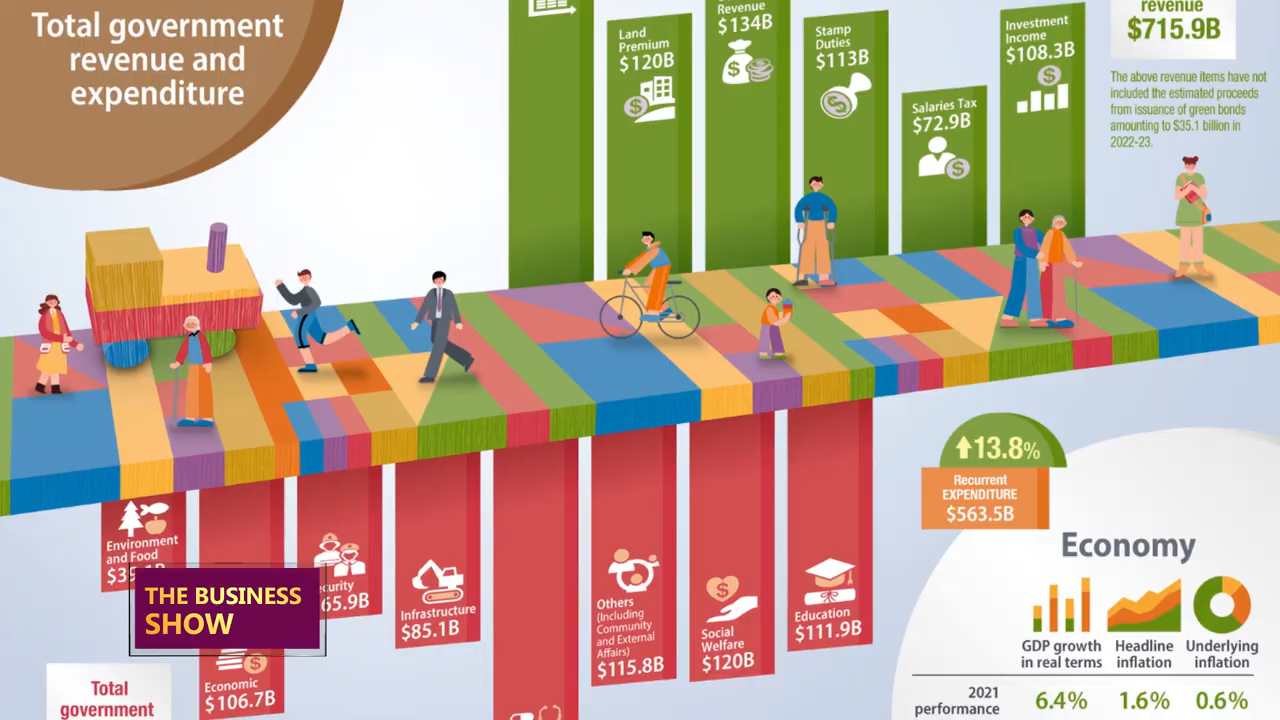 Total government
revenue and
expenditure
Land
Premium
$120B
Revenue
$134B
Stamp
Duties
$113B
Salaries Tax
$72.9B
Investment
Income
$108.3B
revenue
$715.9B
The above revenue items have not
included the estimated proceeds
from issuance of green bonds
amounting to $35.1 billion in
2022-23.
13.8%
Recurrent
EXPENDITURE
$563.5B
Environment
and Food
THE BUSINESS
SHOW
Economic
$106.7B
65.9B
Infrastructure
$85.1B
Others
(Including
Community
and External
Affairs)
$115.8B
Social
Welfare
$120B
Education
$111.9B
Total
government
Economy
GDP growth
in real terms
Headline
inflation
Underlying
inflation
2021
performance
6.4%
1.6%
0.6%